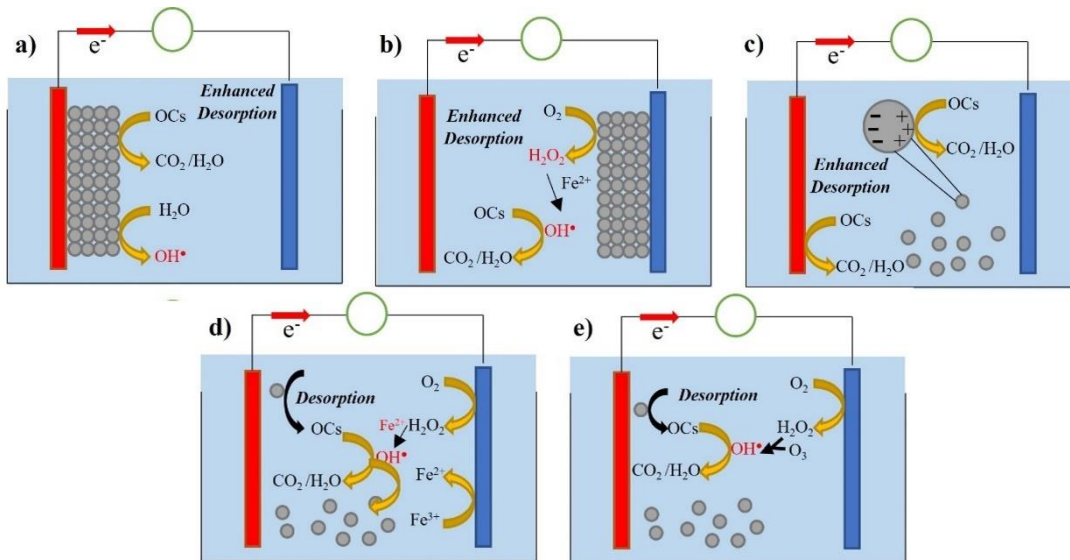 a)
e-
Enhanced
Desorption
OCs
CO2 /H2O
H2O
OH•
b)
e-
Enhanced
Desorption
O2
H2O2
Fe2+
OCs
OH•
CO2 /H2O
c)
e-
OCs
CO2 /H2O
Enhanced
Desorption
OCs
CO2 /H2O
d)
e-
Desorption
O2
OCs
Fe2+
H2O2
OH•
CO2 /H2O
Fe2+
Fe3+
e)
e-
Desorption
O2
OCs
H2O2
OH•
O3
CO2 /H2O